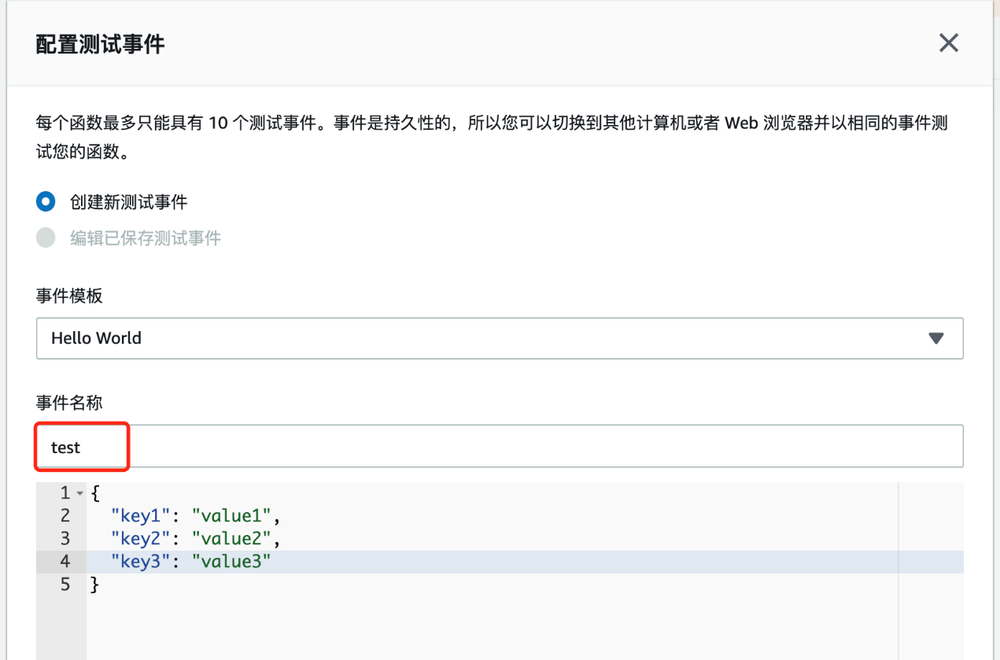 配置测试事件
每个函数最多只能具有 10 个测试事件。事件是持久性的，所以您可以切换到其他计算机或者 Web 浏览器并以相同的事件测
试您的函数。
创建新测试事件
编辑已保存测试事件
事件模板
Hello World
事件名称
test
1 {
2   "key1": "value1",
3   "key2": "value2",
4   "key3": "value3"
5 }